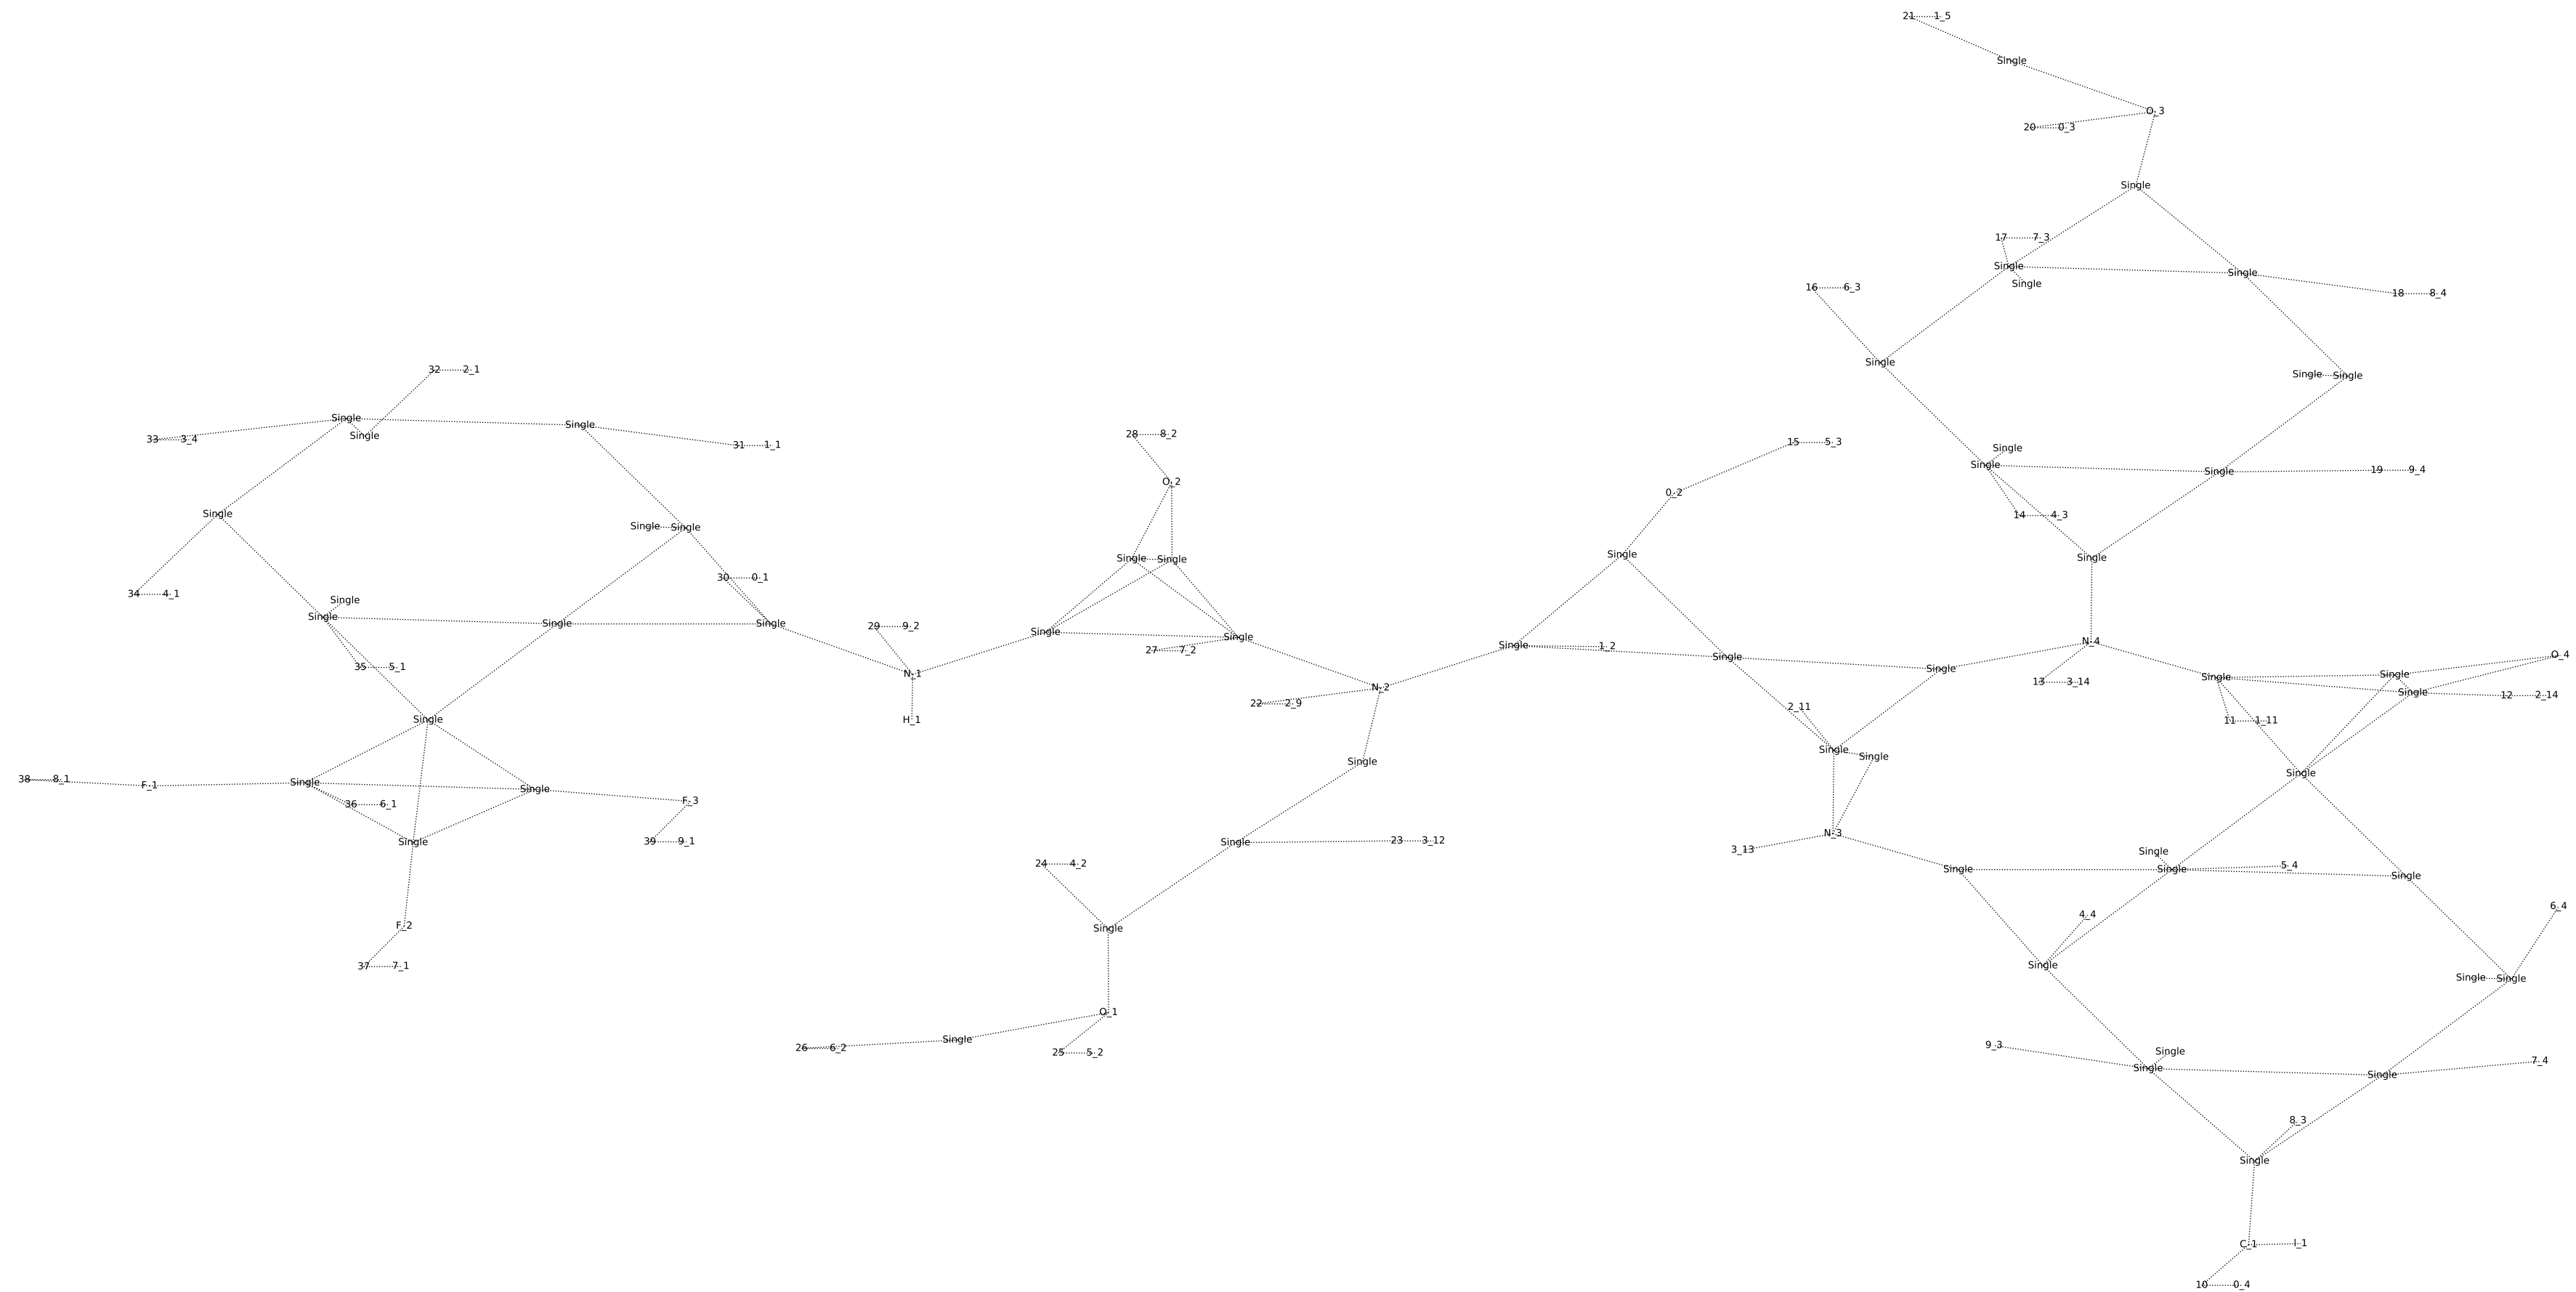 21 1_5
SIngle
O_3
20 0_3
Single
17 7_3
Single
Single
Single
16 6_3
18 8_4
Single
32 2_1
Single Single
Single
Single
33 3_4
Single
31 1_1
28 8_2
15 5_3
Single
Single
Single 19 9_4
O_2
0_2
Single
14 4_3
Single Single
Single
Single Single
Single
30 0_1
34 4_1
Single
Single
Single
Single
29 9_2
Single
Single
N_4
Single
1_2
27 7_2
O_4
Single
35 5_1
Single
N_1
Single
Single
13 3_14
N_2
Single
12 2_14
22 2_9
2_11
Single
H_1
11 1_11
Single
Single
Single
Single
38 8_1
F_1
Single
Single
F_3
36 6_1
N_3
Single
39 9_1
Single
23 3_12
3_13
Single
24 4_2
Single
Single
5_4
Single
6_4
4_4
F_2
Single
Single
37 7_1
Single Single
O_1
Single
26 6_2
25 5_2
9_3
Single
7_4
Single
Single
8_3
Single
C_1 I_1
10 0_4